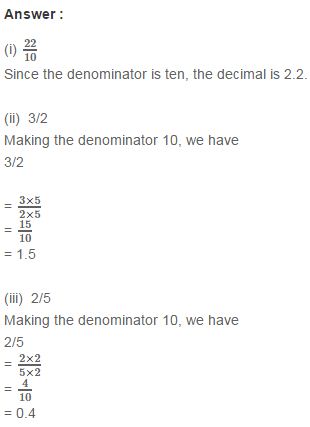 Answer :
(i) 22/10
Since the denominator is ten, the decimal is 2.2.
(ii) 3/2
Making the denominator 10, we have
3/2
= 3×5/2×5
= 15/10
= 1.5
(iii) 2/5
Making the denominator 10, we have
2/5
= 2×2/5×2
= 4/10
= 0.4